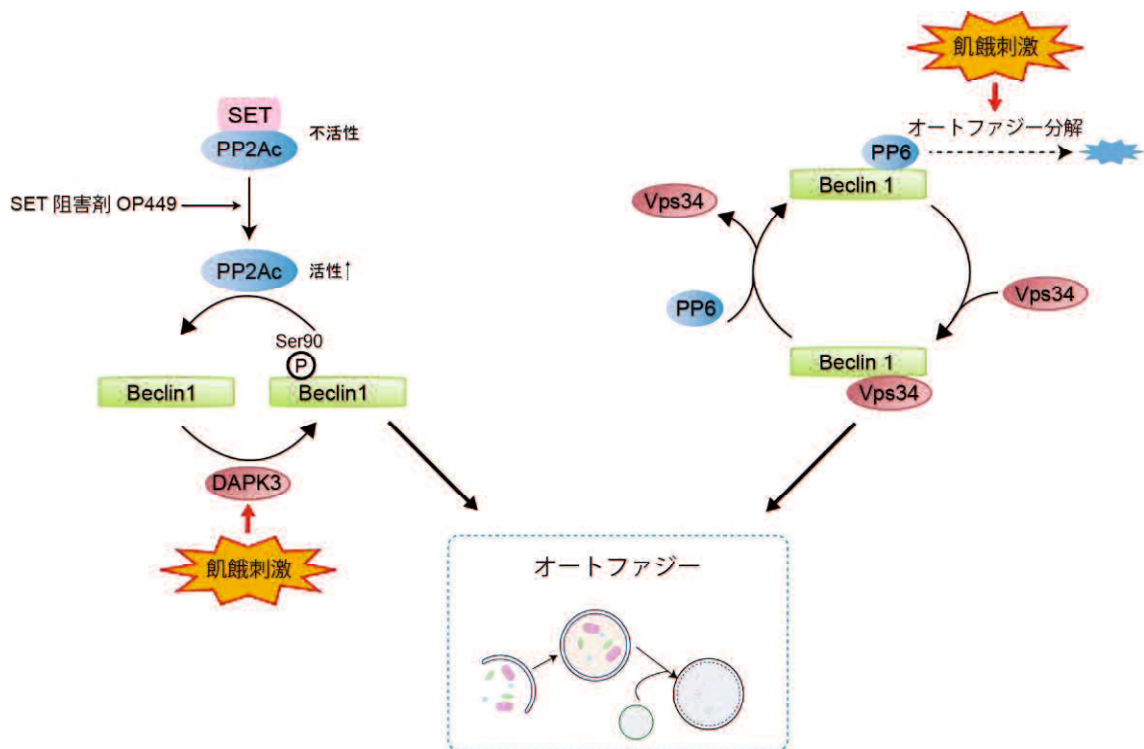 SET
PP2Ac
不活性
SET 阻害剤 OP449
PP2Ac
活性↑
Ser90
P
Beclin1
Beclin1
DAPK3
飢餓刺激
飢餓刺激
オートファジー分解
PP6
Beclin 1
Vps34
PP6
Vps34
Beclin 1
Vps34
オートファジー